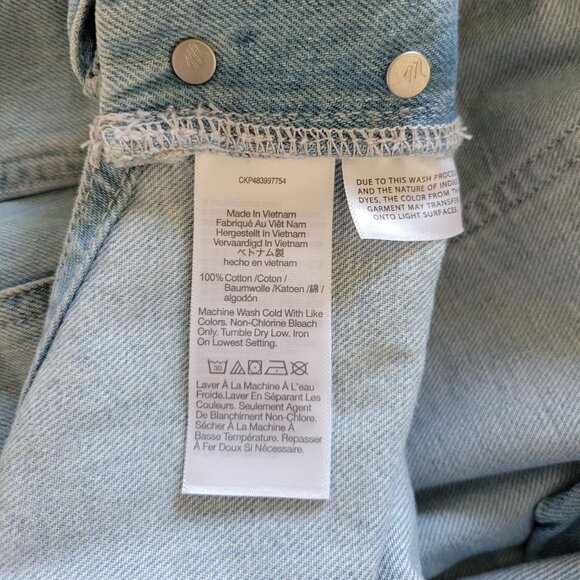 CKP483997754
Made In Vietnam
Fabriqué Au Viêt Nam
Hergestellt In Vietnam
Vervaardigd In Vietnam
ベトナム製
hecho en vietnam
100% Cotton /Coton /
Baumwolle /Katoen /綿 /
algodón
Machine Wash Cold With Like
Colors. Non-Chlorine Bleach
Only. Tumble Dry Low. Iron
On Lowest Setting.
30
Laver À La Machine À L'eau
Froide.Laver En Séparant Les
Couleurs. Seulement Agent
De Blanchiment Non-Chlore.
Sécher À La Machine À
Basse Température. Repasser
À Fer Doux Si Nécessaire.
DUE TO THIS WASH PROCESS
AND THE NATURE OF INDIGO
DYES, THE COLOR FROM THIS
GARMENT MAY TRANSFER
ONTO LIGHT SURFACES.